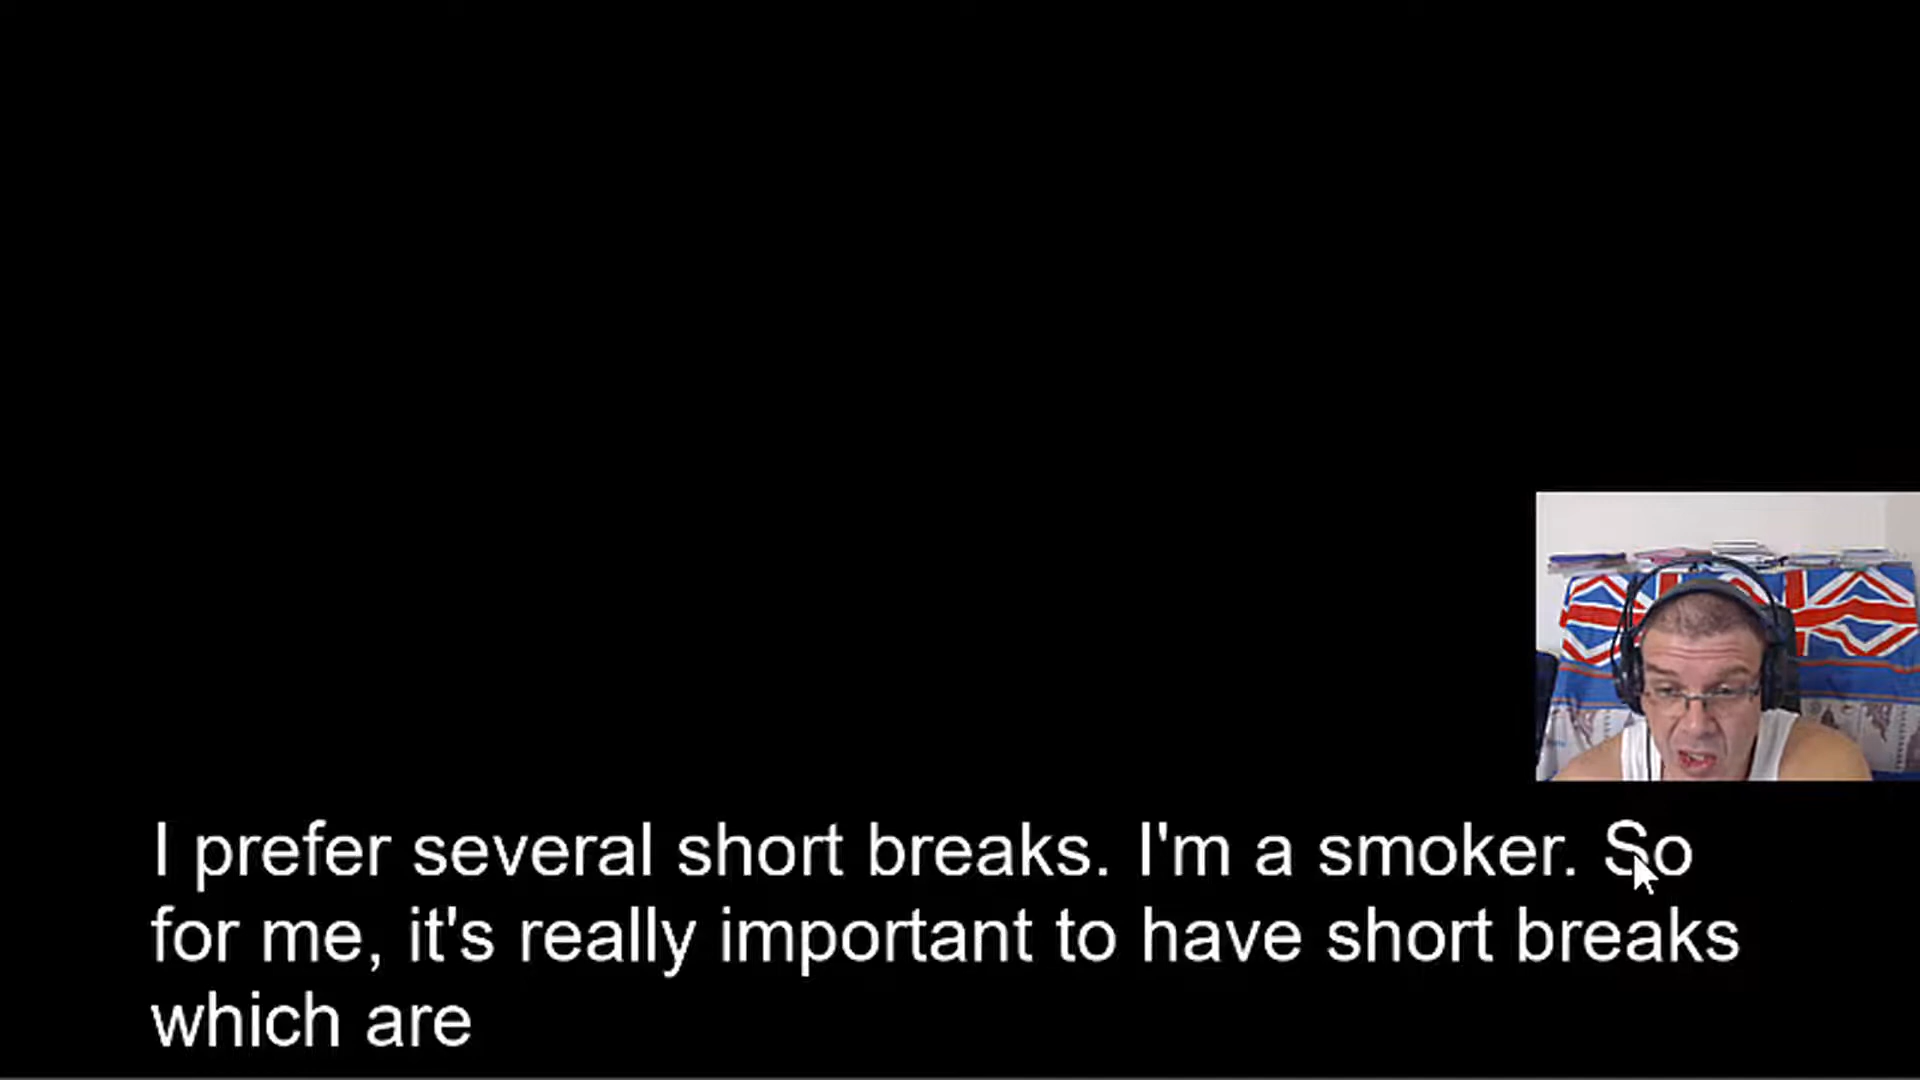 I prefer several short breaks. I'm a smoker. So
for me, it's really important to have short breaks
which are